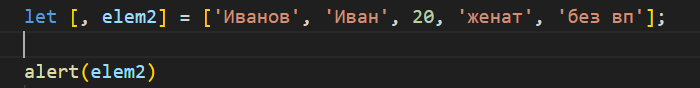 let [, elem2] = ['Иванов', 'Иван', 20, 'женат', 'без вп'];
alert(elem2)